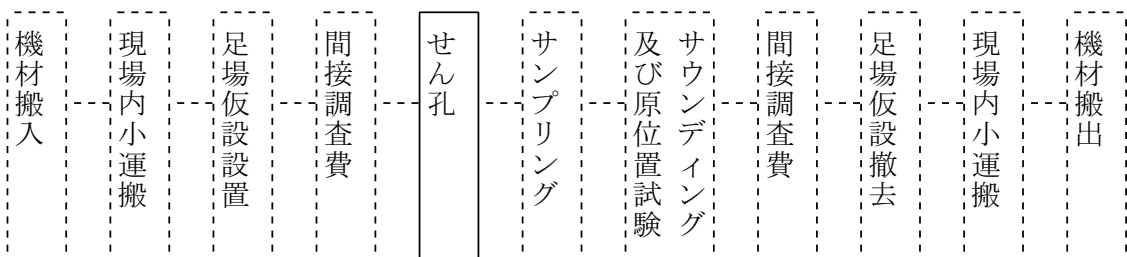 機材搬入
現場内小運搬
足場仮設設置
間接調査費
せん孔
サンプリング
サウンディング
及び原位置試験
間接調査費
足場仮設撤去
現場内小運搬
機材搬出